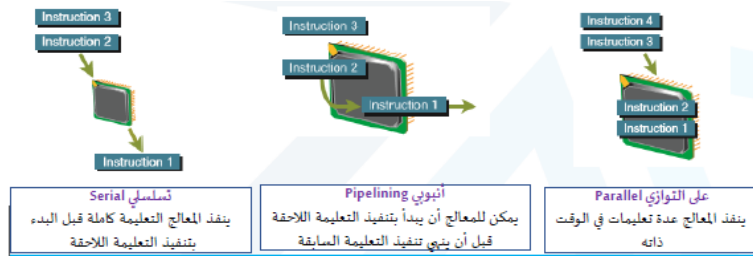 Instruction 3
Instruction 2
Instruction 1
تسلسلي Serial
ينفذ المعالج التعليمة كاملة قبل البدء
بتنفيذ التعليمة اللاحقة
Instruction 3
Instruction 2
Instruction 1
أنبوبي Pipelining
يمكن للمعالج أن يبدأ بتنفيذ التعليمة اللاحقة
قبل أن ينهي تنفيذ التعليمة السابقة
Instruction 4
Instruction 3
Instruction 2
Instruction 1
على التوازي Parallel
ينفذ المعالج عدة تعليمات في الوقت
ذاته